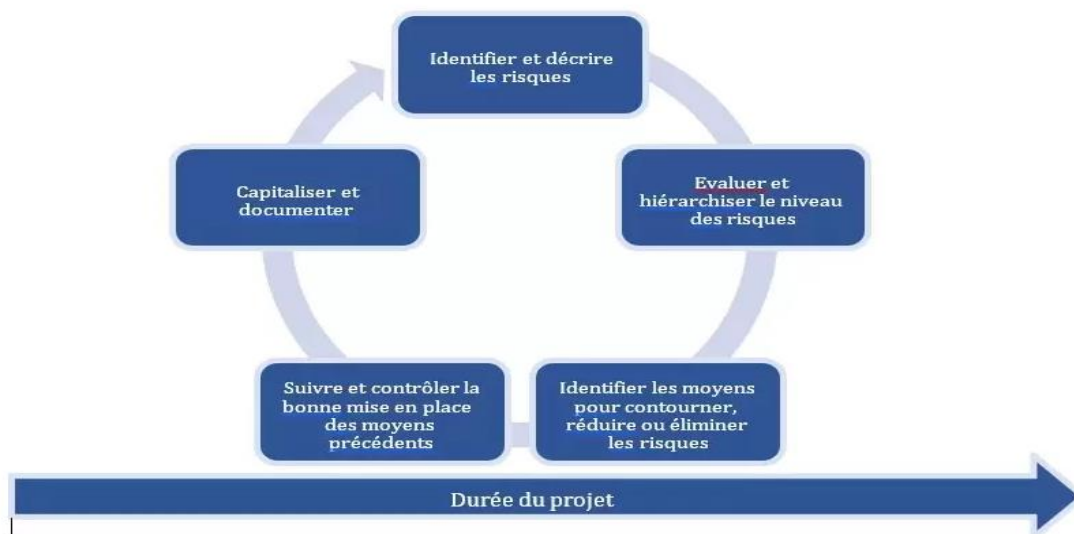 Identifier et décrire
les risques
Evaluer et
hiérarchiser le niveau
des risques
Identifier les moyens
pour contourner,
réduire ou éliminer
les risques
Suivre et contrôler la
bonne mise en place
des moyens
précédents
Capitaliser et
documenter
Durée du projet